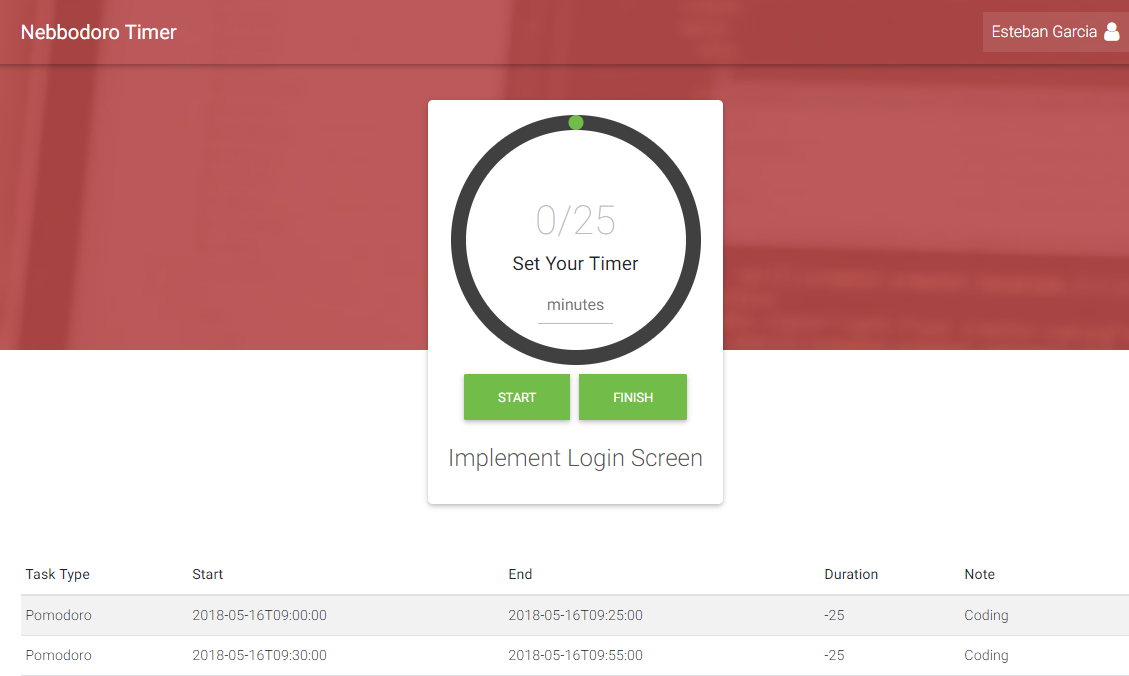 Nebbodoro Timer
Esteban Garcia
0/25
Set Your Timer
minutes
START FINISH
Implement Login Screen
Task Type Start End Duration Note
Pomodoro 2018-05-16T09:00:00 2018-05-16T09:25:00 -25 Coding
Pomodoro 2018-05-16T09:30:00 2018-05-16T09:55:00 -25 Coding